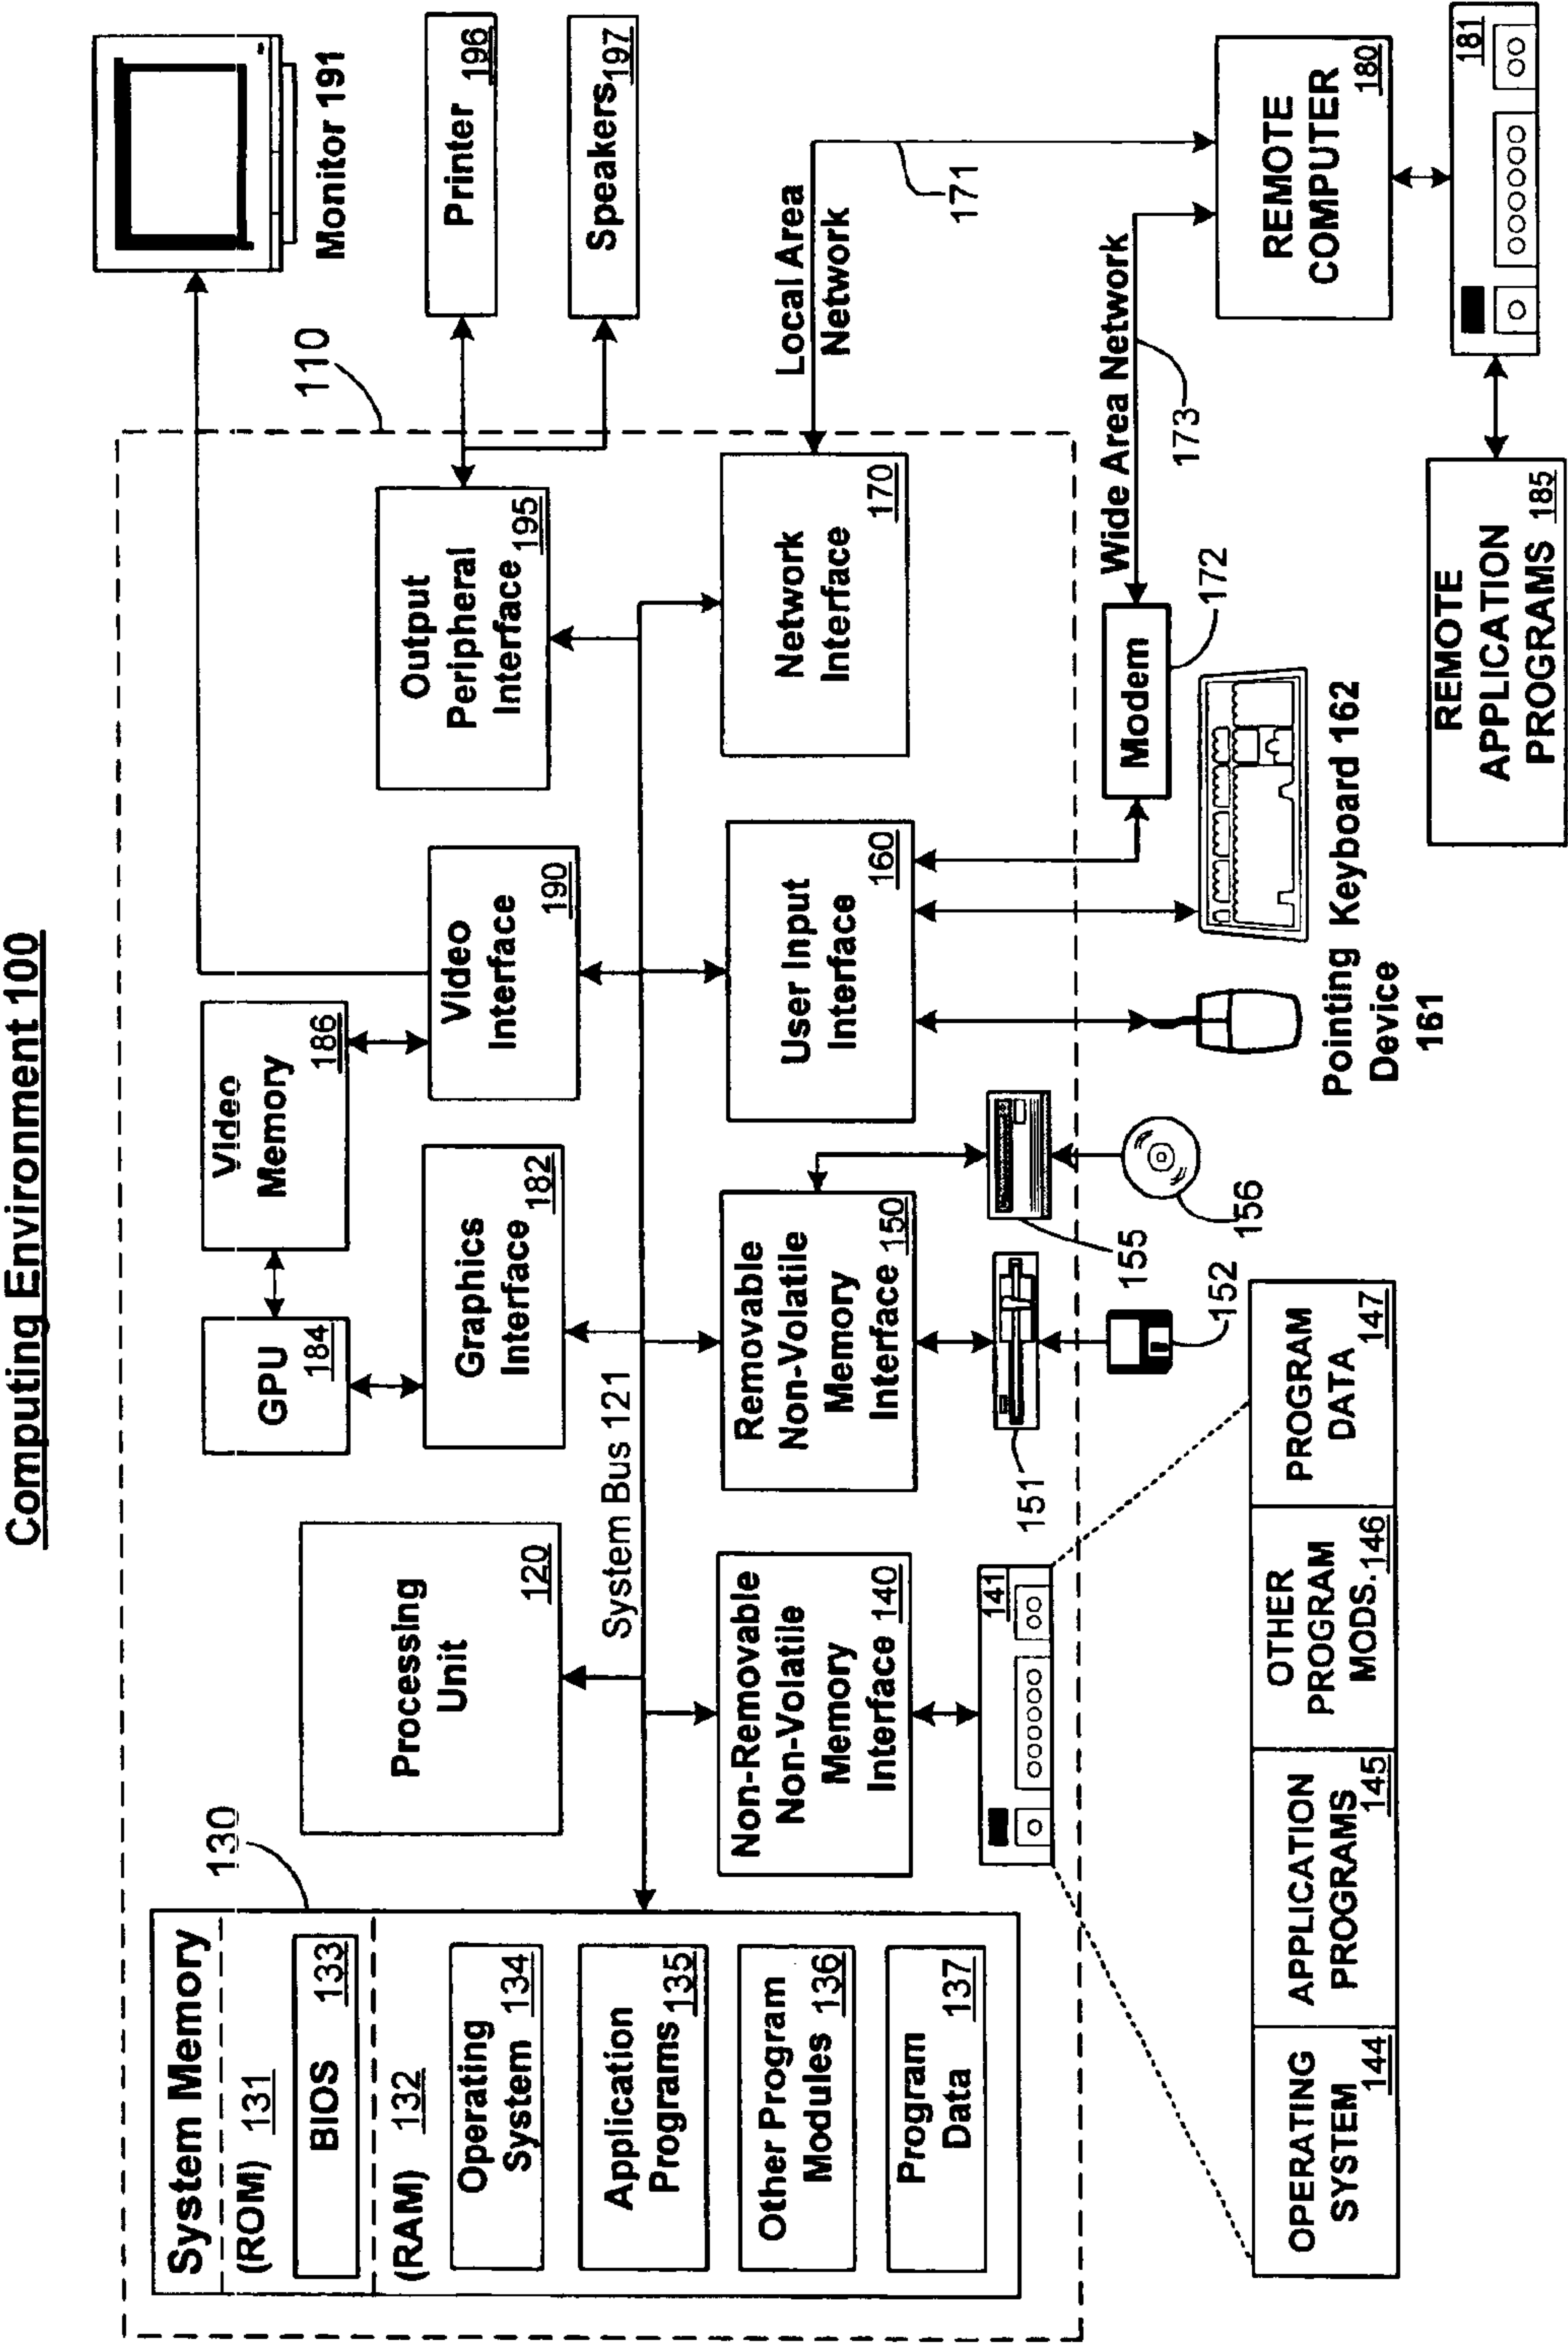 Computing Environment 100
System Memory
(ROM) 131
BIOS 133
(RAM) 132
Operating
System 134
Application
Programs 135
Other Program
Modules 136
Program
Data 137
130
Processing
Unit
120
System Bus 121
GPU
184
Video
Memory
186
Graphics
Interface
182
Video
Interface
190
Output
Peripheral
Interface 195
110
Monitor 191
Printer
196
Speakers 197
Non-Removable
Non-Volatile
Memory
Interface 140
Removable
Non-Volatile
Memory
Interface 150
User Input
Interface
160
Network
Interface
170
Local Area
Network
171
Wide Area Network
173
Modem
172
141
151
152
155
156
Pointing
Device
161
Keyboard 162
REMOTE
COMPUTER
180
181
REMOTE
APPLICATION
PROGRAMS 185
OPERATING
SYSTEM
144
APPLICATION
PROGRAMS
145
OTHER
PROGRAM
MODS. 146
PROGRAM
DATA
147